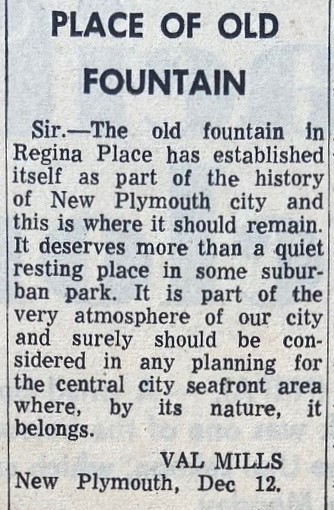 PLACE OF OLD
FOUNTAIN
Sir.—The old fountain in
Regina Place has established
itself as part of the history
of New Plymouth city and
this is where it should remain.
It deserves more than a quiet
resting place in some subur-
ban park. It is part of the
very atmosphere of our city
and surely should be con-
sidered in any planning for
the central city seafront area
where, by its nature, it
belongs.
VAL MILLS
New Plymouth, Dec 12.